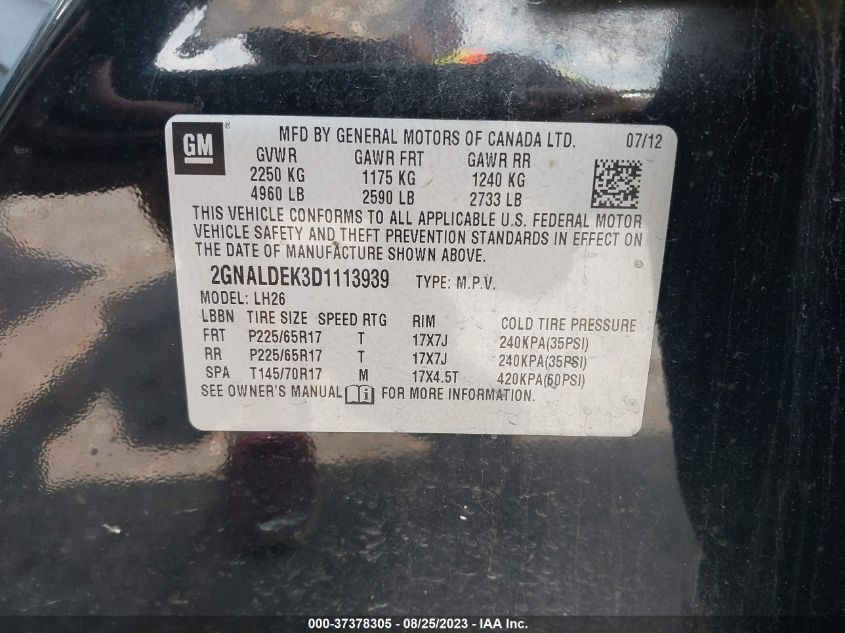 GM ® MFD BY GENERAL MOTORS OF CANADA LTD. 07/12
GVWR GAWR FRT GAWR RR
2250 KG 1175 KG 1240 KG
4960 LB 2590 LB 2733 LB
THIS VEHICLE CONFORMS TO ALL APPLICABLE U.S. FEDERAL MOTOR
VEHICLE SAFETY AND THEFT PREVENTION STANDARDS IN EFFECT ON
THE DATE OF MANUFACTURE SHOWN ABOVE.
2GNALDEK3D1113939 TYPE: M.P.V.
MODEL: LH26
LBBN TIRE SIZE SPEED RTG RIM COLD TIRE PRESSURE
FRT P225/65R17 T 17X7J 240KPA(35PSI)
RR P225/65R17 T 17X7J 240KPA(35PSI)
SPA T145/70R17 M 17X4.5T 420KPA(60PSI)
SEE OWNER'S MANUAL i FOR MORE INFORMATION.
000-37378305 - 08/25/2023 - IAA Inc.